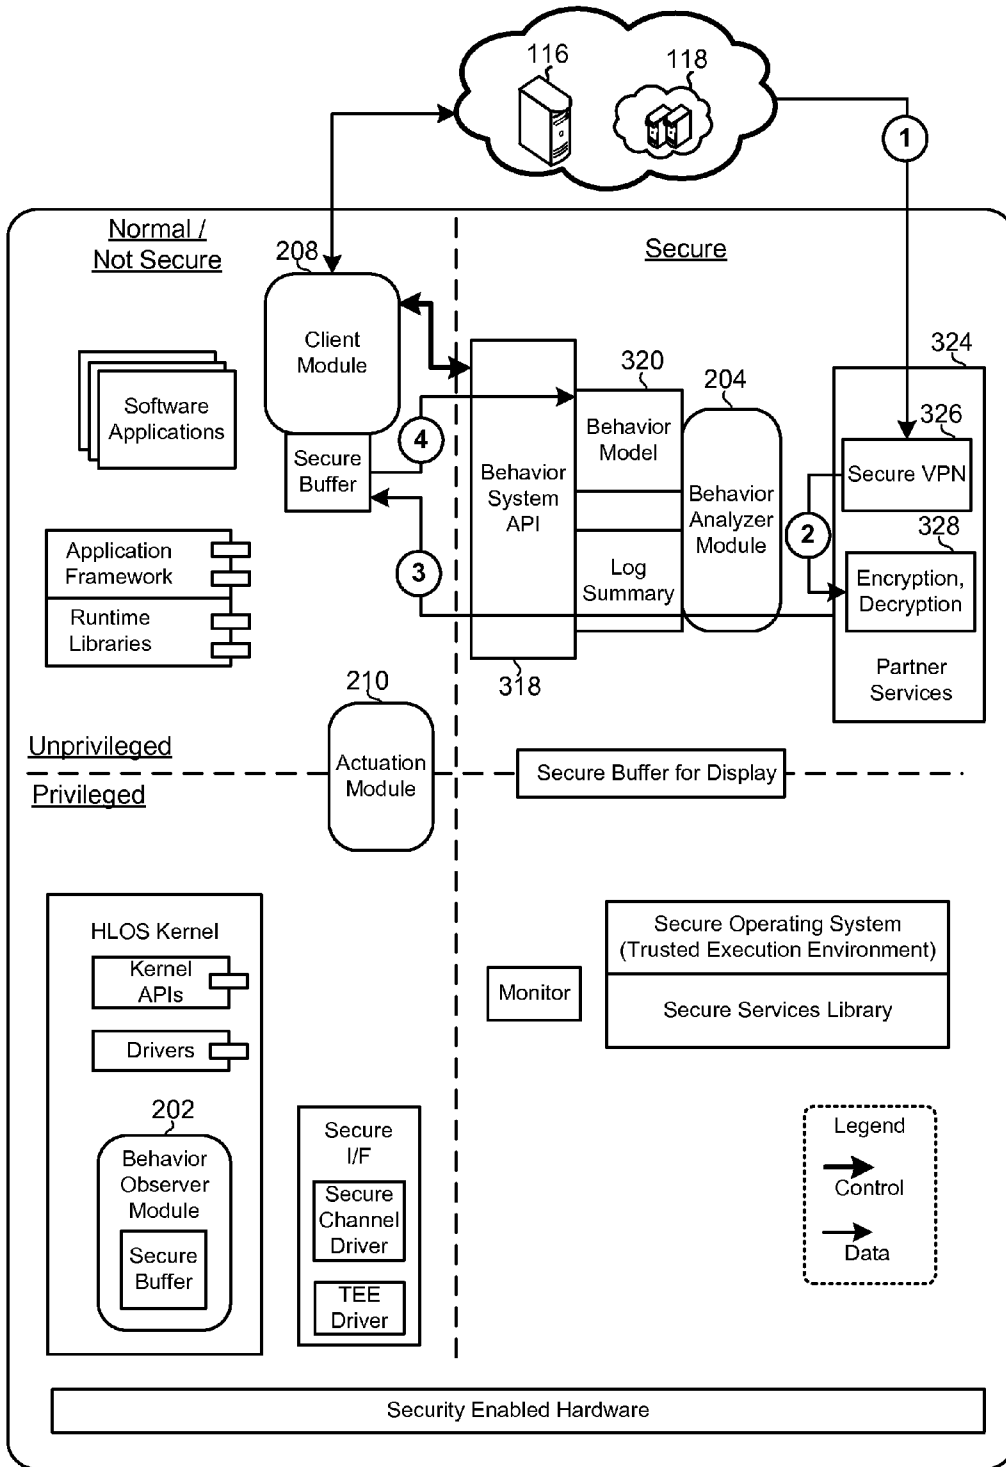 116
118
1
Normal /
Not Secure
208
Secure
Client
Module
324
320
204
326
Software
Applications
4
Behavior
Model
Secure
Buffer
Behavior
System
API
Behavior
Analyzer
Module
Secure VPN
2
328
Application
Framework
3
Log
Summary
Encryption,
Decryption
Runtime
Libraries
318
Partner
Services
210
Unprivileged
Actuation
Module
Secure Buffer for Display
Privileged
HLOS Kernel
Kernel
APIs
Drivers
Monitor
Secure Operating System
(Trusted Execution Environment)
Secure Services Library
202
Behavior
Observer
Module
Secure
Buffer
Secure
I/F
Secure
Channel
Driver
TEE
Driver
Legend
Control
Data
Security Enabled Hardware